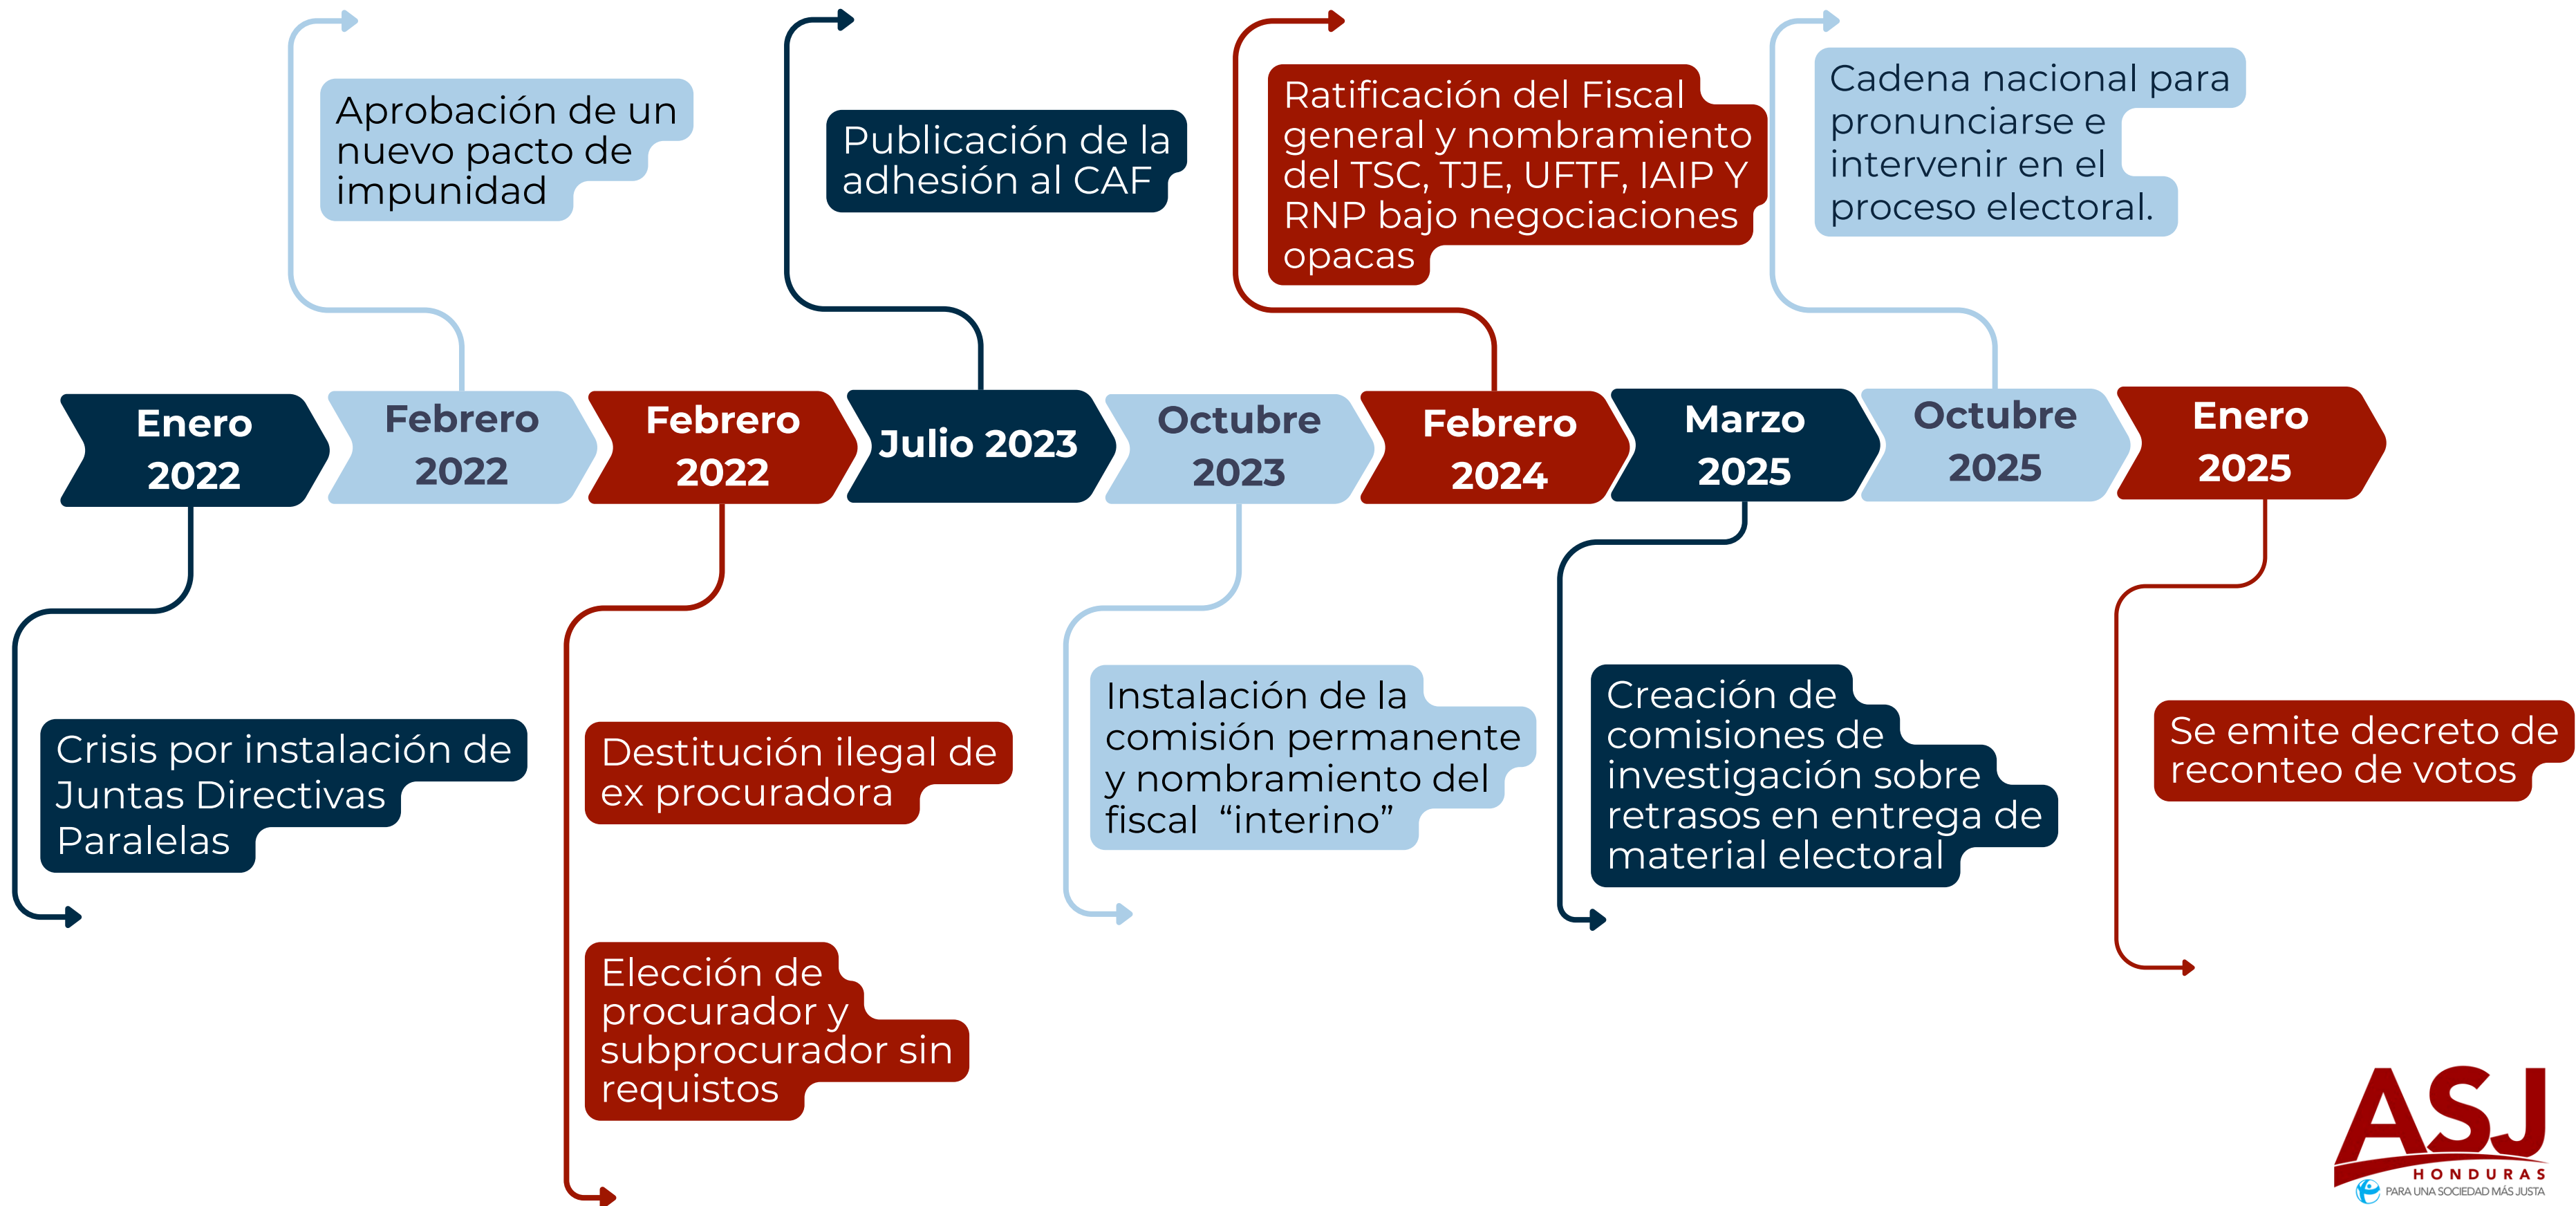 Aprobación de un
nuevo pacto de
impunidad
Publicación de la
adhesión al CAF
Ratificación del Fiscal
general y nombramiento
del TSC, TJE, UFTF, IAIP Y
RNP bajo negociaciones
opacas
Cadena nacional para
pronunciarse e
intervenir en el
proceso electoral.
Enero
2022
Febrero
2022
Febrero
2022
Julio 2023
Octubre
2023
Febrero
2024
Marzo
2025
Octubre
2025
Enero
2025
Crisis por instalación de
Juntas Directivas
Paralelas
Destitución ilegal de
ex procuradora
Elección de
procurador y
subprocurador sin
requistos
Instalación de la
comisión permanente
y nombramiento del
fiscal “interino”
Creación de
comisiones de
investigación sobre
retrasos en entrega de
material electoral
Se emite decreto de
reconteo de votos
ASJ
HONDURAS
PARA UNA SOCIEDAD MÁS JUSTA